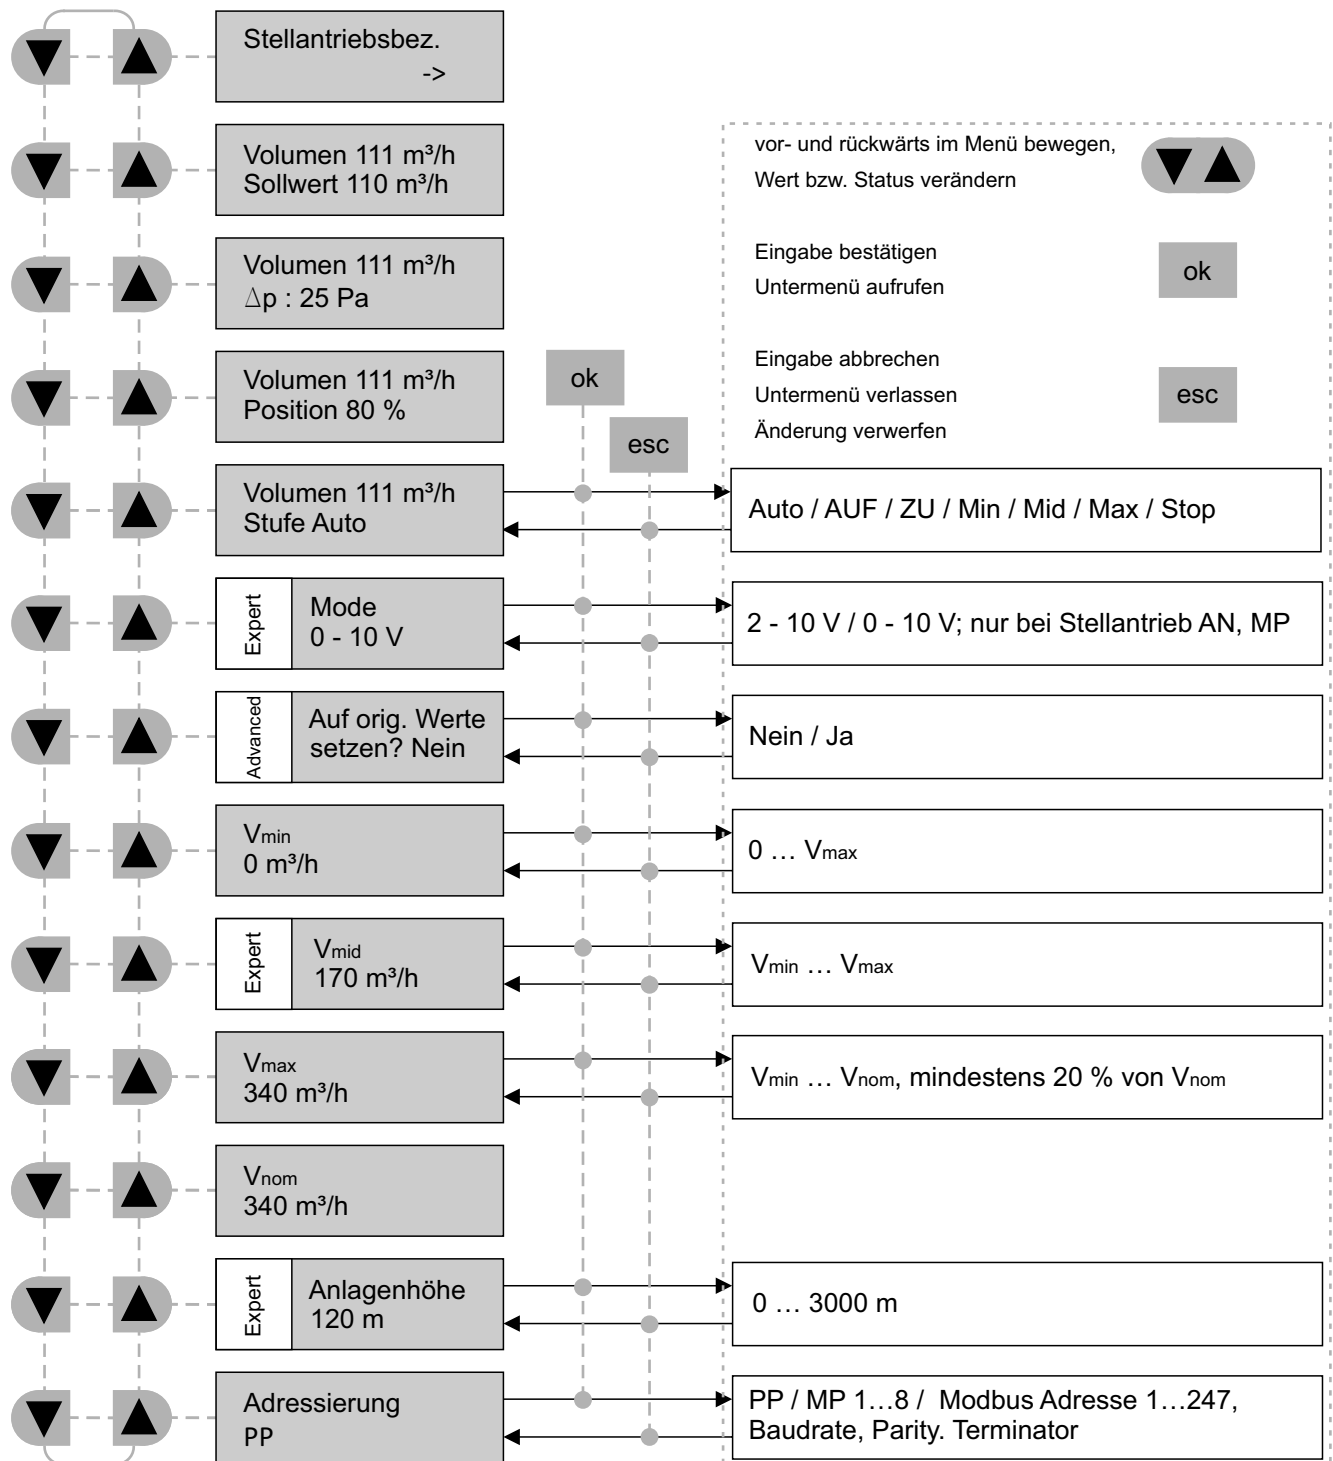 Stellantriebsbez.
->
Volumen 111 m³/h
Sollwert 110 m³/h
vor- und rückwärts im Menü bewegen,
Wert bzw. Status verändern
Volumen 111 m³/h
Δp : 25 Pa
Eingabe bestätigen
Untermenü aufrufen
ok
Volumen 111 m³/h
Position 80 %
ok
esc
Eingabe abbrechen
Untermenü verlassen
Änderung verwerfen
esc
Volumen 111 m³/h
Stufe Auto
Auto / AUF / ZU / Min / Mid / Max / Stop
Expert
Mode
0 - 10 V
2 - 10 V / 0 - 10 V; nur bei Stellantrieb AN, MP
Advanced
Auf orig. Werte
setzen? Nein
Nein / Ja
Vmin
0 m³/h
0 … Vmax
Expert
Vmid
170 m³/h
Vmin … Vmax
Vmax
340 m³/h
Vmin … Vnom, mindestens 20 % von Vnom
Vnom
340 m³/h
Expert
Anlagenhöhe
120 m
0 … 3000 m
Adressierung
PP
PP / MP 1…8 / Modbus Adresse 1…247,
Baudrate, Parity. Terminator